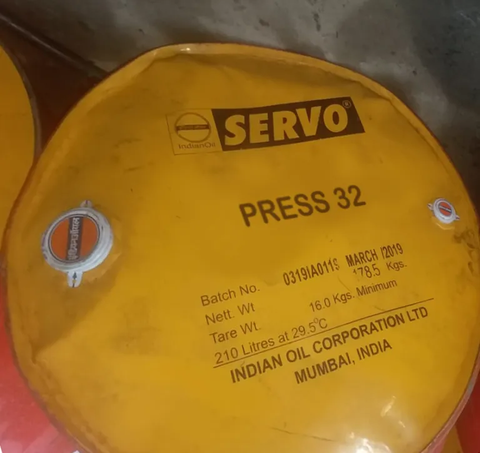 IndianOil
SERVO®
PRESS 32
Batch No. 0319IA011S MARCH /2019
Nett. Wt 178.5 Kgs.
Tare Wt. 16.0 Kgs. Minimum
210 Litres at 29.5°C
INDIAN OIL CORPORATION LTD
MUMBAI, INDIA